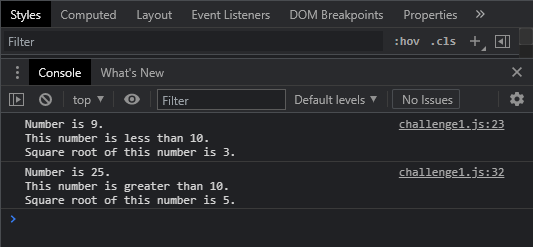 Styles Computed Layout Event Listeners DOM Breakpoints Properties »
Filter :hov .cls
Console What's New
top Filter Default levels No Issues
Number is 9. challenge1.js:23
This number is less than 10.
Square root of this number is 3.
Number is 25. challenge1.js:32
This number is greater than 10.
Square root of this number is 5.